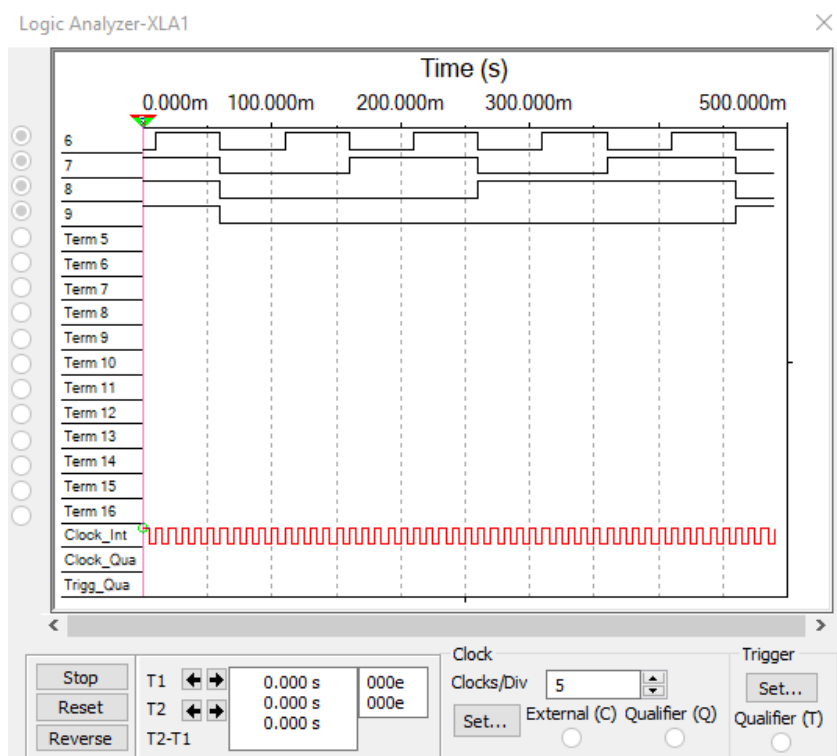 Logic Analyzer-XLA1
Time (s)
0.000m 100.000m 200.000m 300.000m 500.000m
6
7
8
9
Term 5
Term 6
Term 7
Term 8
Term 9
Term 10
Term 11
Term 12
Term 13
Term 14
Term 15
Term 16
Clock_Int
Clock_Qua
Trigg_Qua
Clock Trigger
Stop T1 0.000 s 000e Clocks/Div 5 Set...
Reset T2 0.000 s 000e Set... External (C) Qualifier (Q) Qualifier (T)
Reverse T2-T1 0.000 s